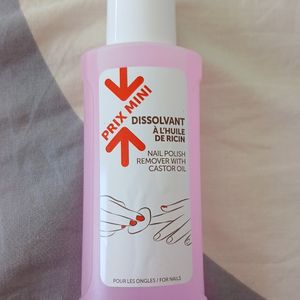 PRIX MINI
DISSOLVANT
À L'HUILE
DE RICIN
NAIL POLISH
REMOVER WITH
CASTOR OIL
POUR LES ONGLES / FOR NAILS